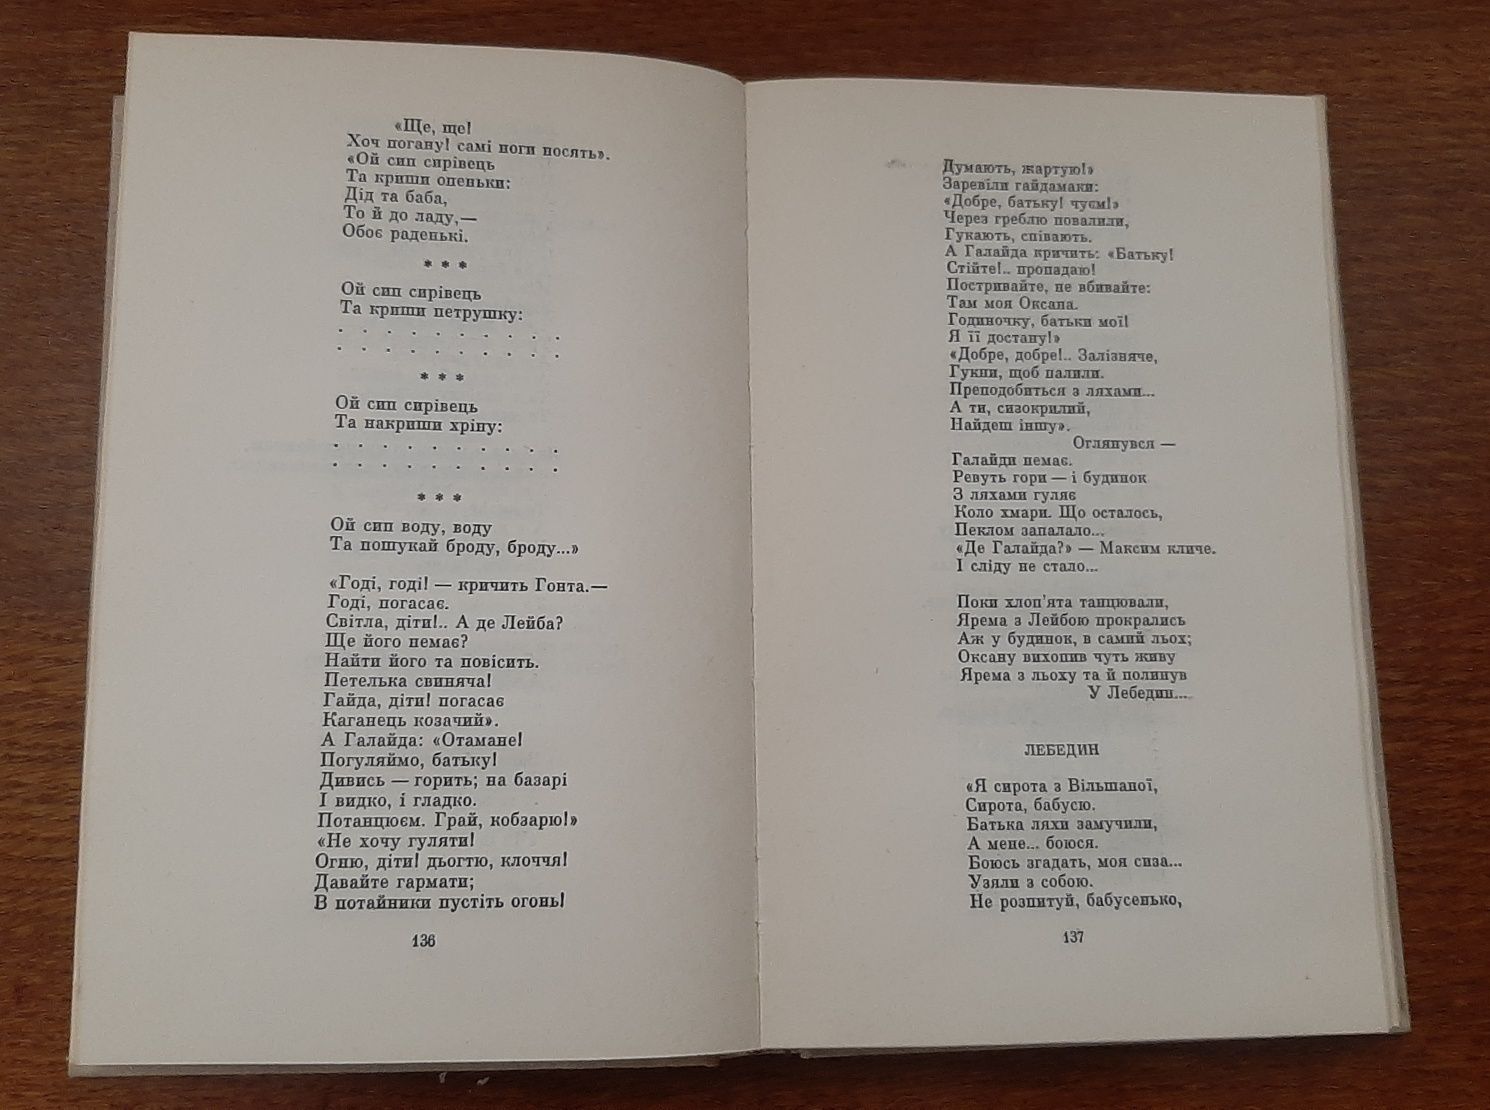 «Ще, ще!
Хоч погану! самі ноги носять».
«Ой сип сирівець
Та криши опеньки:
Дід та баба,
То й до ладу,—
Обоє раденькі.
* * *
Ой сип сирівець
Та криши петрушку:
. . . . . . . . . .
. . . . . . . . . .
* * *
Ой сип сирівець
Та накриши хріну:
. . . . . . . . . .
. . . . . . . . . .
* * *
Ой сип воду, воду
Та пошукай броду, броду...»
«Годі, годі! — кричить Гонта.—
Годі, погасає.
Світла, діти!.. А де Лейба?
Ще його немає?
Найти його та повісить.
Петелька свиняча!
Гайда, діти! погасає
Каганець козачий».
А Галайда: «Отамане!
Погуляймо, батьку!
Дивись — горить; на базарі
І видко, і гладко.
Потанцюєм. Грай, кобзарю!»
«Не хочу гуляти!
Огню, діти! дьогтю, клоччя!
Давайте гармати;
В потайники пустіть огонь!
136
Думають, жартую!»
Заревіли гайдамаки:
«Добре, батьку! чуєм!»
Через греблю повалили,
Гукають, співають.
А Галайда кричить: «Батьку!
Стійте!.. пропадаю!
Постривайте, не вбивайте:
Там моя Оксана.
Годиночку, батьки мої!
Я її достану!»
«Добре, добре!.. Залізняче,
Гукни, щоб палили.
Преподобиться з ляхами...
А ти, сизокрилий,
Найдеш іншу».
Оглянувся —
Галайди немає.
Ревуть гори — і будинок
З ляхами гуляє
Коло хмари. Що осталось,
Пеклом запалало...
«Де Галайда?» — Максим кличе.
І сліду не стало...
Поки хлоп'ята танцювали,
Ярема з Лейбою прокрались
Аж у будинок, в самий льох;
Оксану вихопив чуть живу
Ярема з льоху та й полинув
У Лебедин...
ЛЕБЕДИН
«Я сирота з Вільшаної,
Сирота, бабусю.
Батька ляхи замучили,
А мене... боюся.
Боюсь згадать, моя сиза...
Узяли з собою.
Не розпитуй, бабусенько,
137